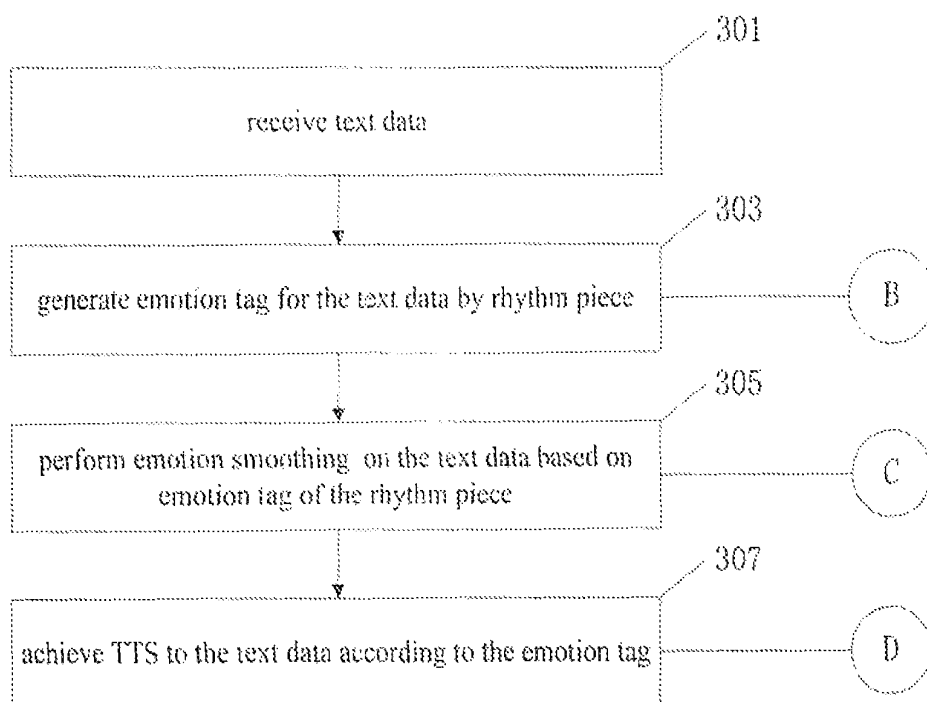 301
receive text data
303
generate emotion tag for the text data by rhythm piece
B
305
perform emotion smoothing on the text data based on
emotion tag of the rhythm piece
C
307
achieve TTS to the text data according to the emotion tag
D